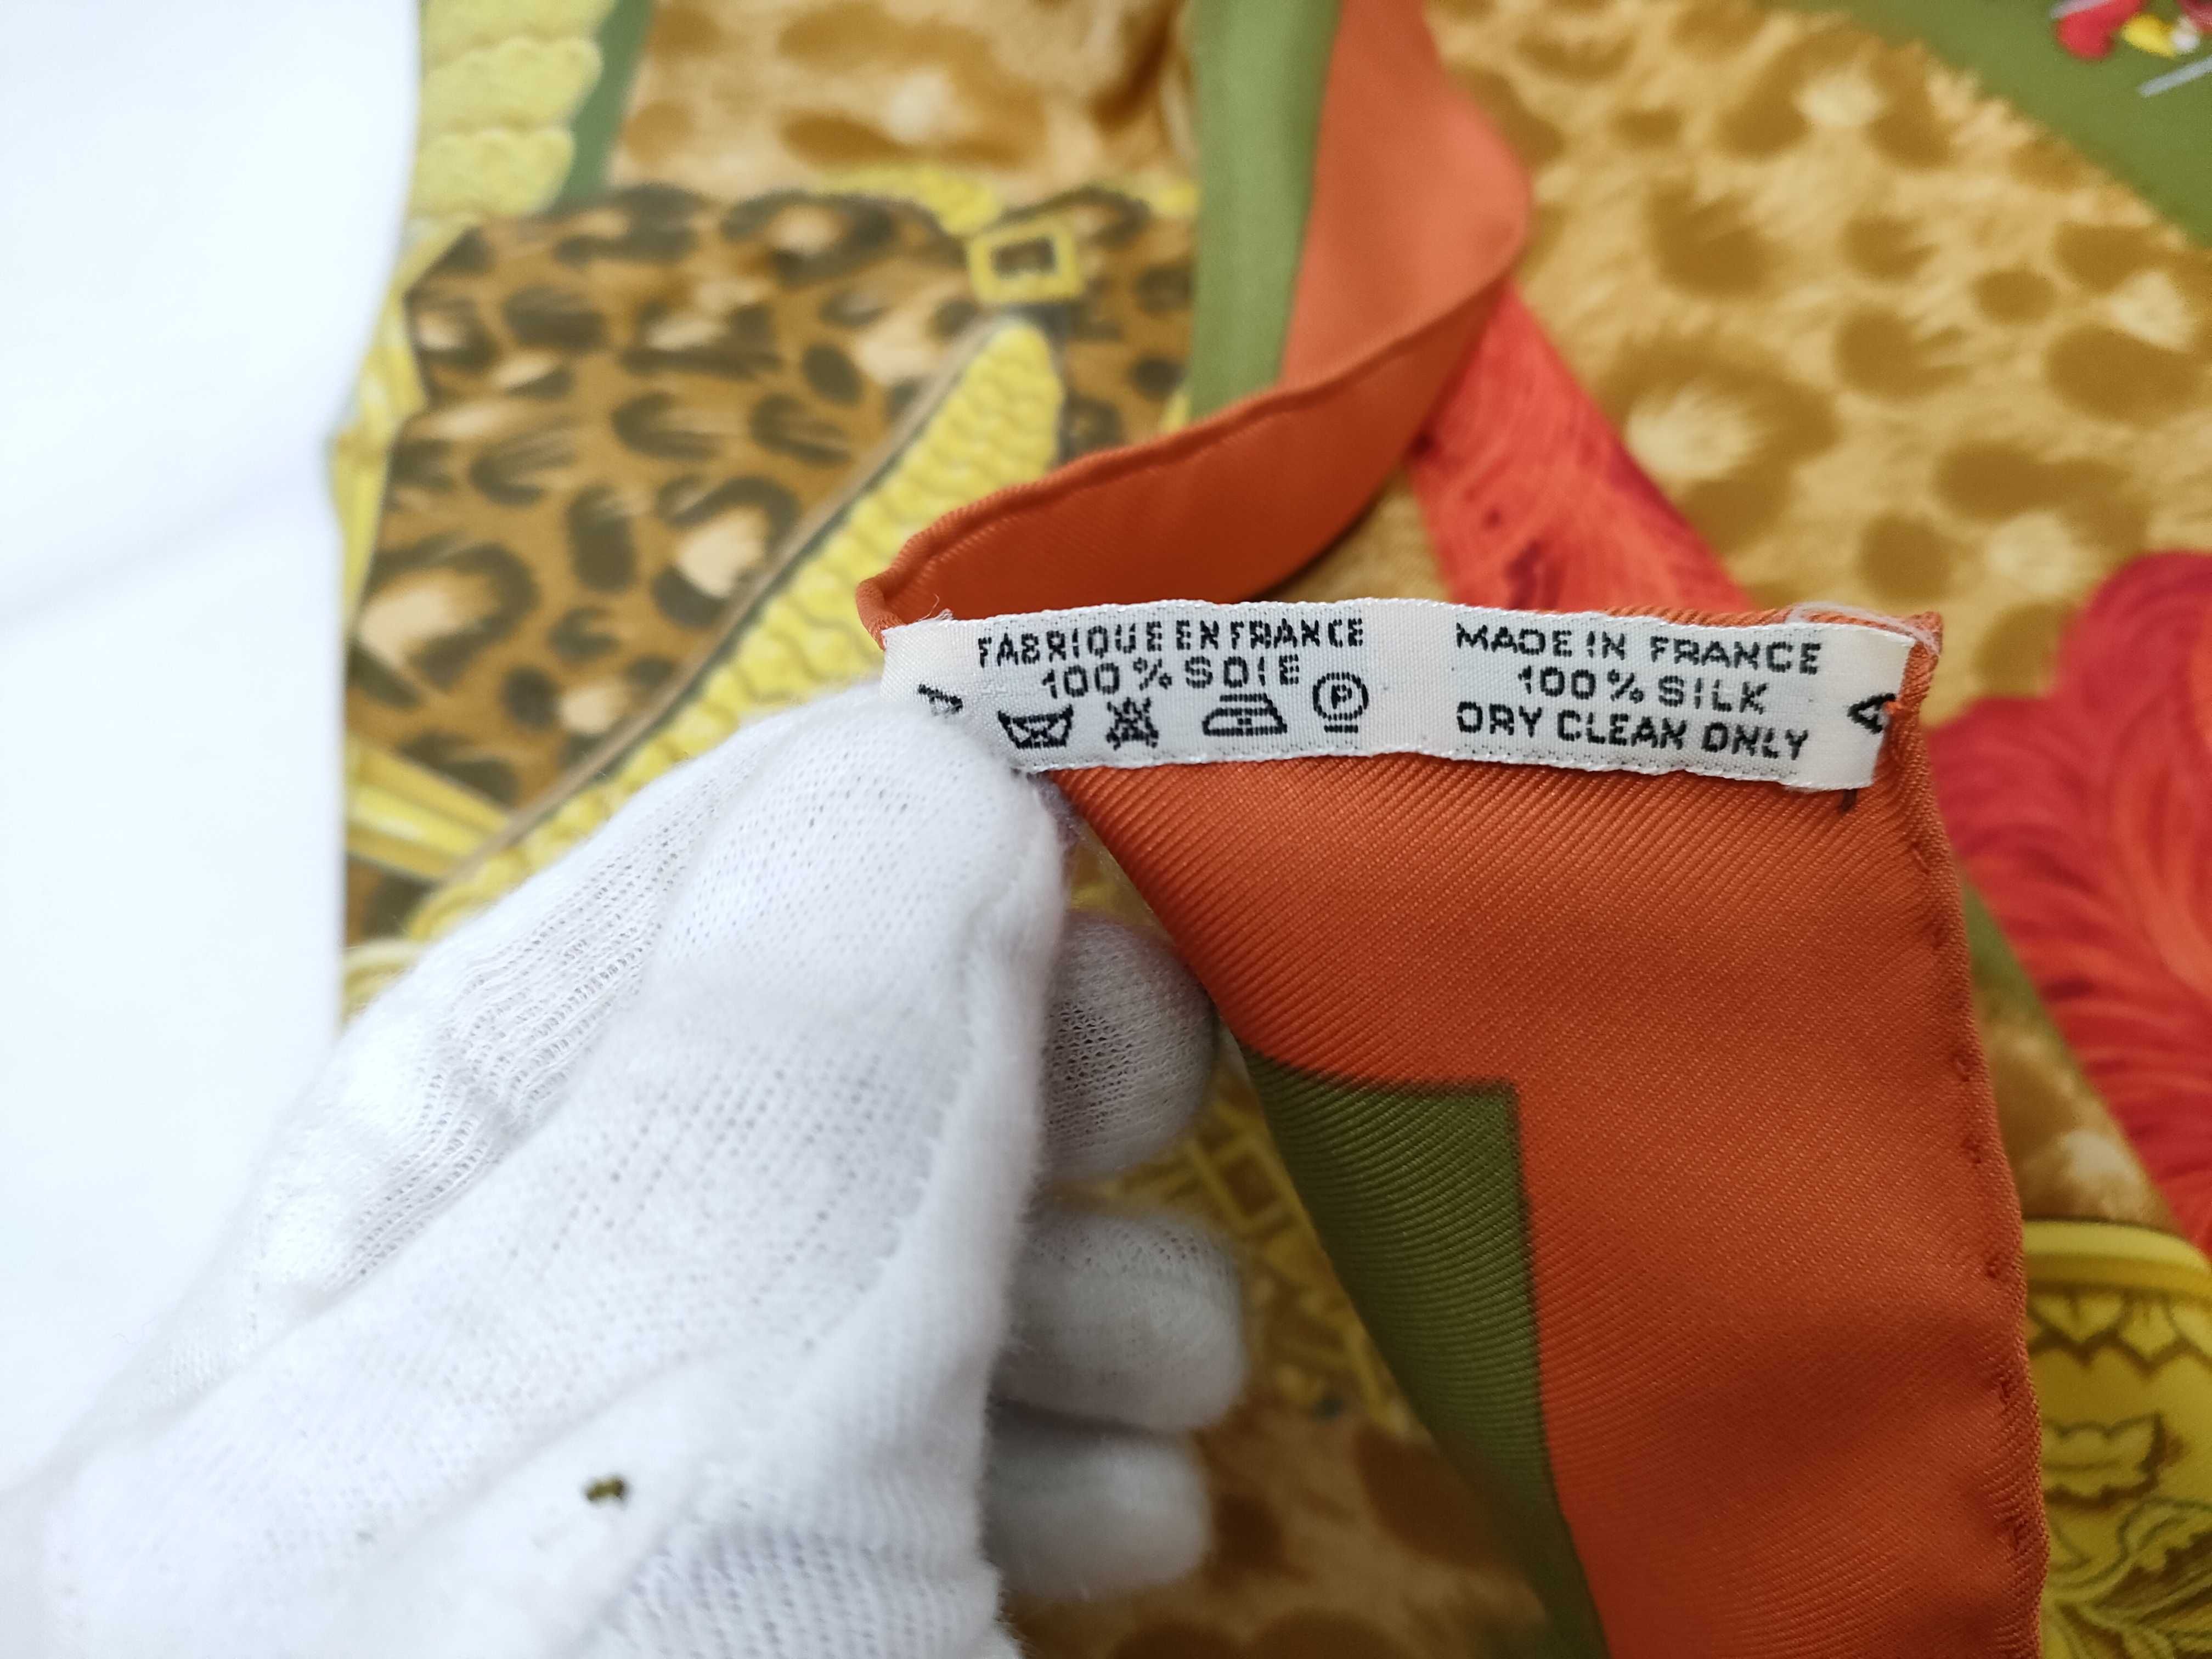 FABRIQUE EN FRANCE
100% SOIE
P
A
MADE IN FRANCE
100% SILK
DRY CLEAN ONLY
A